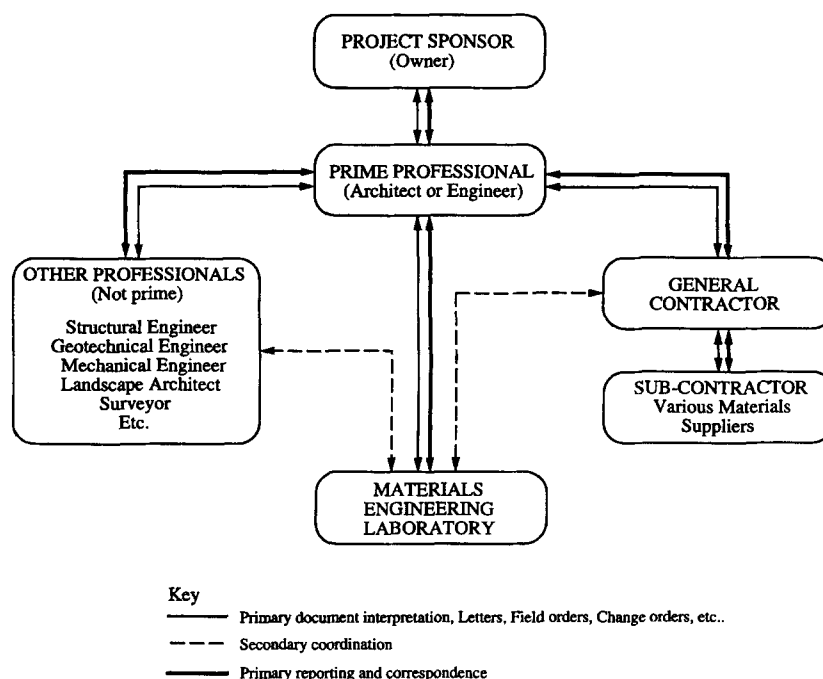 PROJECT SPONSOR
(Owner)
PRIME PROFESSIONAL
(Architect or Engineer)
OTHER PROFESSIONALS
(Not prime)
Structural Engineer
Geotechnical Engineer
Mechanical Engineer
Landscape Architect
Surveyor
Etc.
GENERAL
CONTRACTOR
SUB-CONTRACTOR
Various Materials
Suppliers
MATERIALS
ENGINEERING
LABORATORY
Key
Primary document interpretation, Letters, Field orders, Change orders, etc..
Secondary coordination
Primary reporting and correspondence